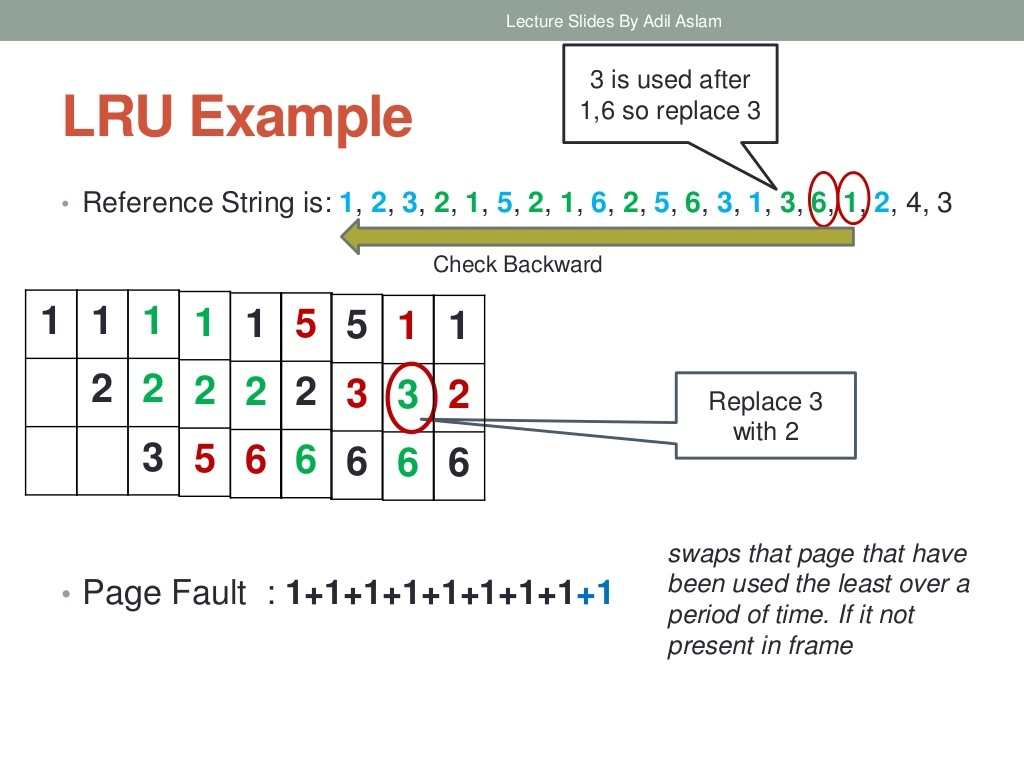 Lecture Slides By Adil Aslam
3 is used after
1,6 so replace 3
LRU Example
• Reference String is: 1, 2, 3, 2, 1, 5, 2, 1, 6, 2, 5, 6, 3, 1, 3, 6, 1, 2, 4, 3
Check Backward
1 1 1 1 1 5 5 1 1
2 2 2 2 2 3 3 2
3 5 6 6 6 6 6
Replace 3
with 2
• Page Fault : 1+1+1+1+1+1+1+1+1
swaps that page that have
been used the least over a
period of time. If it not
present in frame